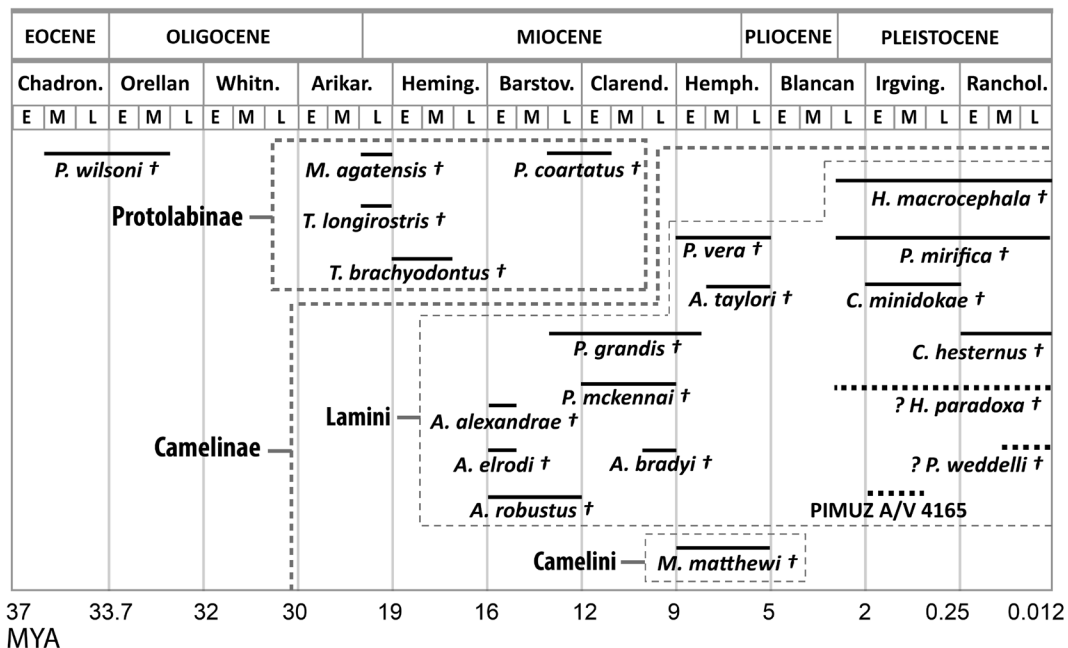 EOCENE OLIGOCENE MIOCENE PLIOCENE PLEISTOCENE
Chadron. Orellan Whitn. Arikar. Heming. Barstov. Clarend. Hemph. Blancan Irgving. Ranchol.
E M L E M L E M L E M L E M L E M L E M L E M L E M L E M L E M L
P. wilsoni † M. agatensis † P. coartatus †
H. macrocephala †
Protolabinae T. longirostris †
P. vera † P. mirifica †
T. brachyodontus †
A. taylori † C. minidokae †
P. grandis † C. hesternus †
P. mckennai † ? H. paradoxa †
Lamini A. alexandrae †
Camelinae A. elrodi † A. bradyi † ? P. weddelli †
A. robustus † PIMUZ A/V 4165
Camelini M. matthewi †
37 33.7 32 30 19 16 12 9 5 2 0.25 0.012
MYA